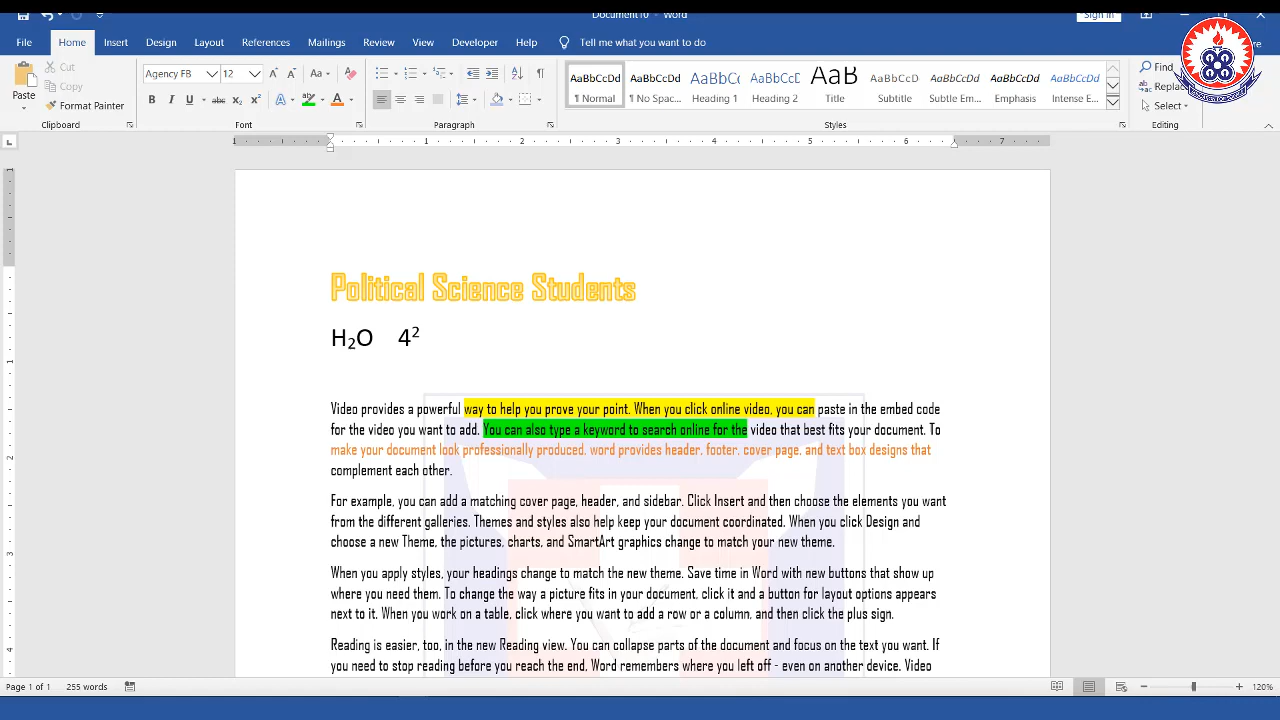 Document10 - Word
Sign in
File Home Insert Design Layout References Mailings Review View Developer Help Tell me what you want to do
Paste
Cut
Copy
Format Painter
Clipboard
Agency FB 12
Font
Paragraph
AaBbCcDd
¶ Normal
AaBbCcDd
¶ No Spac...
AaBbCc
Heading 1
AaBbCcD
Heading 2
AaB
Title
AaBbCcD
Subtitle
AaBbCcDd
Subtle Em...
AaBbCcDd
Emphasis
AaBbCcDd
Intense E...
Styles
Find
Replace
Select
Editing
1 1 2 3 4 5 6 7
Political Science Students
H₂O 4²
Video provides a powerful way to help you prove your point. When you click online video, you can paste in the embed code
for the video you want to add. You can also type a keyword to search online for the video that best fits your document. To
make your document look professionally produced, word provides header, footer, cover page, and text box designs that
complement each other.
For example, you can add a matching cover page, header, and sidebar. Click Insert and then choose the elements you want
from the different galleries. Themes and styles also help keep your document coordinated. When you click Design and
choose a new Theme, the pictures, charts, and SmartArt graphics change to match your new theme.
When you apply styles, your headings change to match the new theme. Save time in Word with new buttons that show up
where you need them. To change the way a picture fits in your document, click it and a button for layout options appears
next to it. When you work on a table, click where you want to add a row or a column, and then click the plus sign.
Reading is easier, too, in the new Reading view. You can collapse parts of the document and focus on the text you want. If
you need to stop reading before you reach the end, Word remembers where you left off - even on another device. Video
Page 1 of 1 255 words
120%